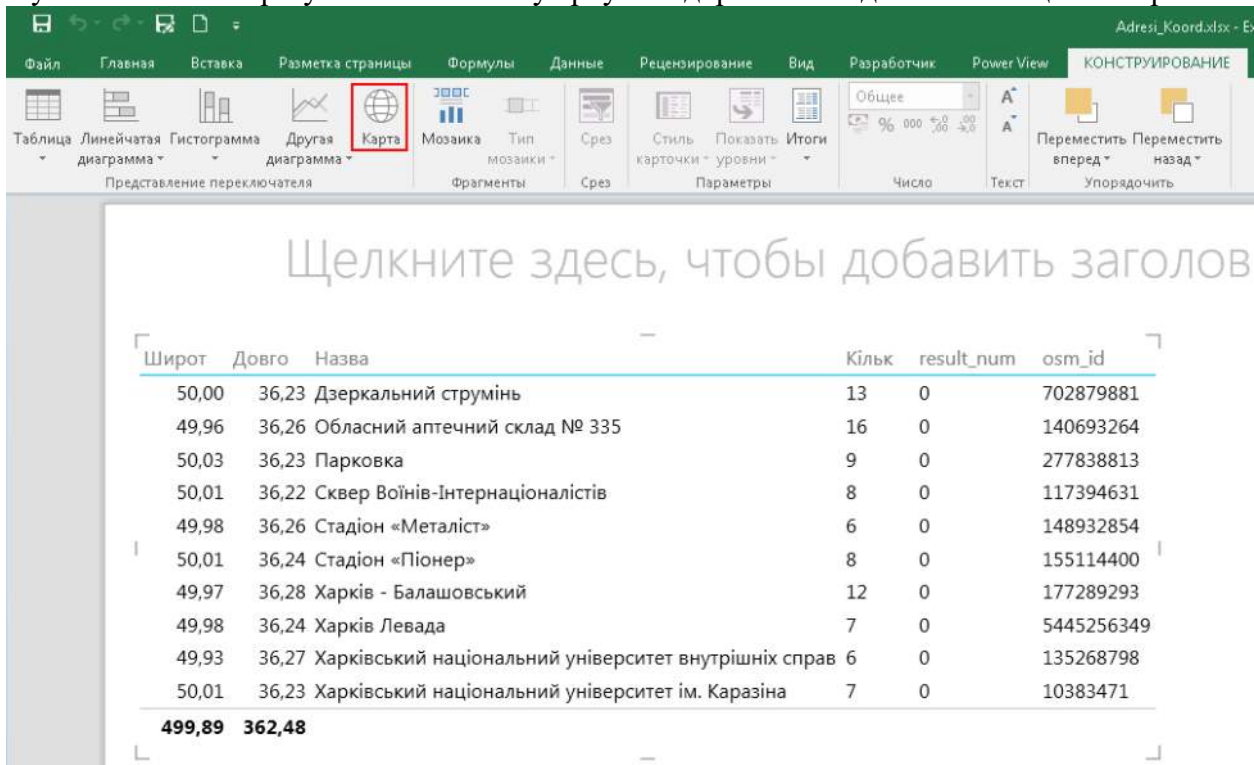 Adresi_Koord.xlsx - Ex
Файл Главная Вставка Разметка страницы Формулы Данные Рецензирование Вид Разработчик Power View КОНСТРУИРОВАНИЕ
Общее
% 000
Таблица Линейчатая диаграмма Гистограмма Другая диаграмма Карта Мозаика Тип мозаики Срез Стиль карточки Показать уровни Итоги Переместить вперед Переместить назад
Представление переключателя Фрагменты Срез Параметры Число Текст Упорядочить
Щелкните здесь, чтобы добавить заголов
Широт Довго Назва Кільк result_num osm_id
50,00 36,23 Дзеркальний струмінь 13 0 702879881
49,96 36,26 Обласний аптечний склад № 335 16 0 140693264
50,03 36,23 Парковка 9 0 277838813
50,01 36,22 Сквер Воїнів-Інтернаціоналістів 8 0 117394631
49,98 36,26 Стадіон «Металіст» 6 0 148932854
50,01 36,24 Стадіон «Піонер» 8 0 155114400
49,97 36,28 Харків - Балашовський 12 0 177289293
49,98 36,24 Харків Левада 7 0 5445256349
49,93 36,27 Харківський національний університет внутрішніх справ 6 0 135268798
50,01 36,23 Харківський національний університет ім. Каразіна 7 0 10383471
499,89 362,48